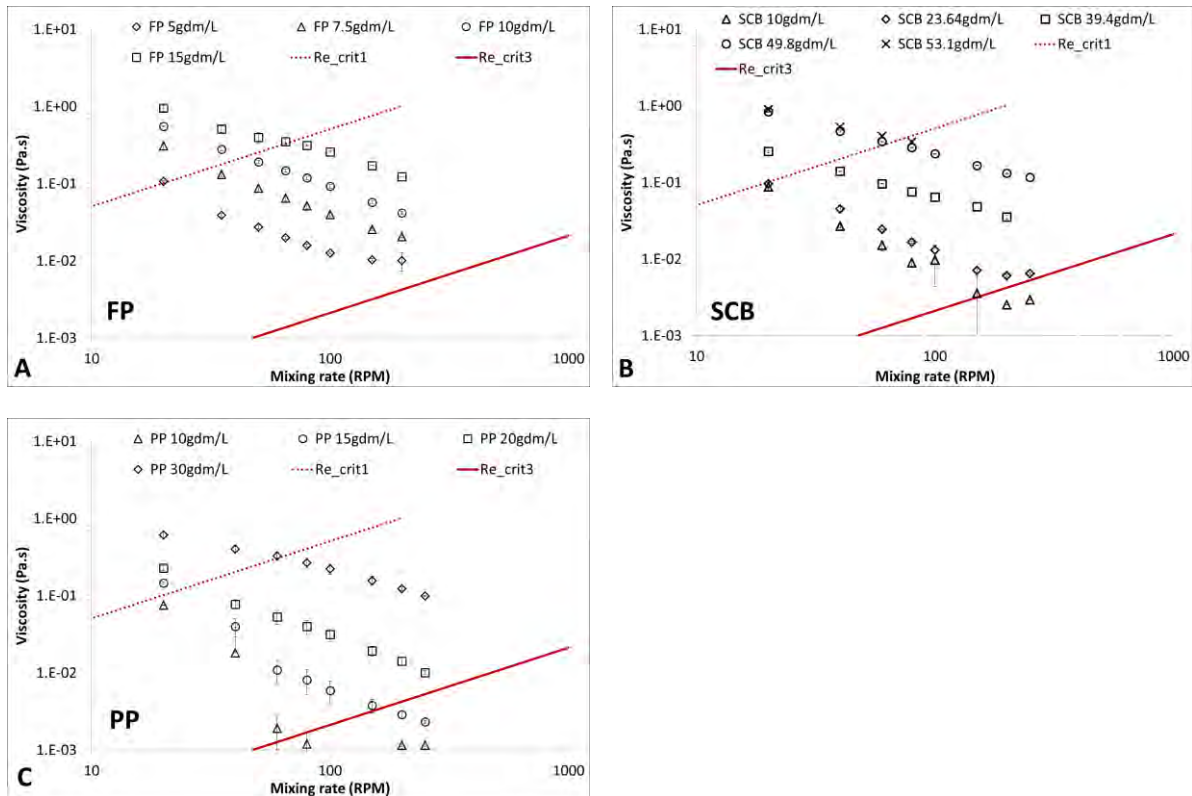 FP 5gdm/L FP 7.5gdm/L FP 10gdm/L
FP 15gdm/L Re_crit1 Re_crit3
1.E+01
1.E+00
1.E-01
1.E-02
1.E-03
Viscosity (Pa.s)
FP
10 100 1000
Mixing rate (RPM)
A
SCB 10gdm/L SCB 23.64gdm/L SCB 39.4gdm/L
SCB 49.8gdm/L SCB 53.1gdm/L
Re_crit3
1.E+01
1.E+00
1.E-01
1.E-02
1.E-03
Viscosity (Pa.s)
SCB
10 100 1000
Mixing rate (RPM)
B
PP 10gdm/L PP 15gdm/L PP 20gdm/L
PP 30gdm/L Re_crit1 Re_crit3
1.E+01
1.E+00
1.E-01
1.E-02
1.E-03
Viscosity (Pa.s)
PP
10 100 1000
Mixing rate (RPM)
C